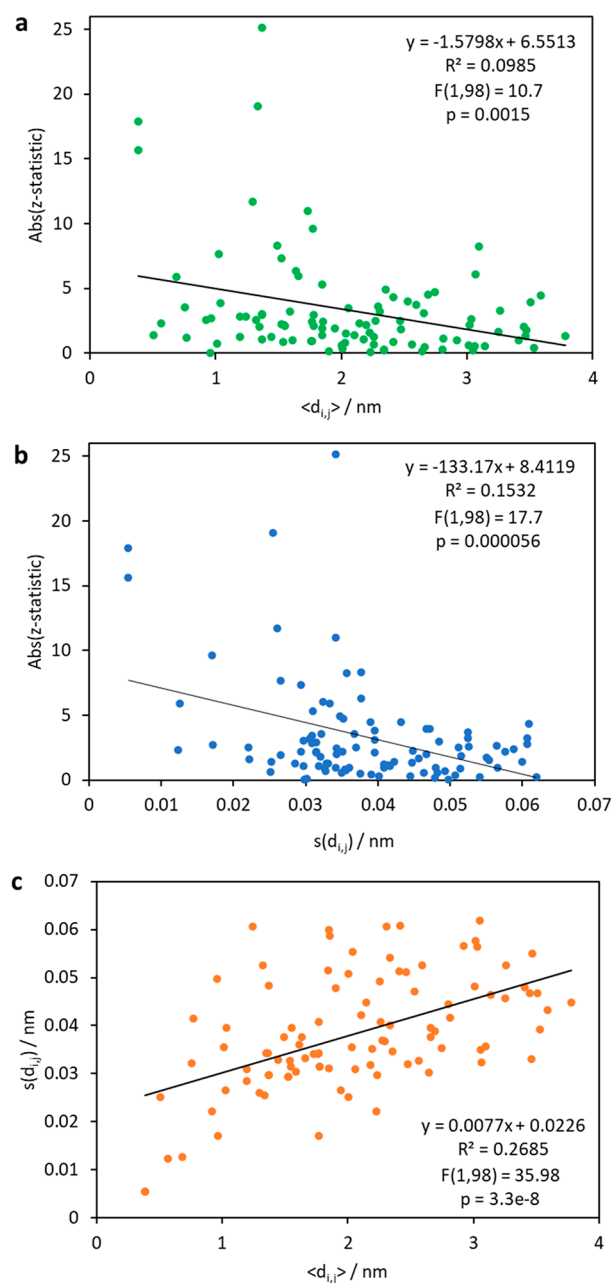 a
25
20
15
10
5
0
Abs(z-statistic)
y = -1.5798x + 6.5513
R² = 0.0985
F(1,98) = 10.7
p = 0.0015
0 1 2 3 4
<d i,j> / nm
b
25
20
15
10
5
0
Abs(z-statistic)
y = -133.17x + 8.4119
R² = 0.1532
F(1,98) = 17.7
p = 0.000056
0 0.01 0.02 0.03 0.04 0.05 0.06 0.07
s(d i,j) / nm
c
0.07
0.06
0.05
0.04
0.03
0.02
0.01
0
s(d i,j) / nm
y = 0.0077x + 0.0226
R² = 0.2685
F(1,98) = 35.98
p = 3.3e-8
0 1 2 3 4
<d i,j> / nm